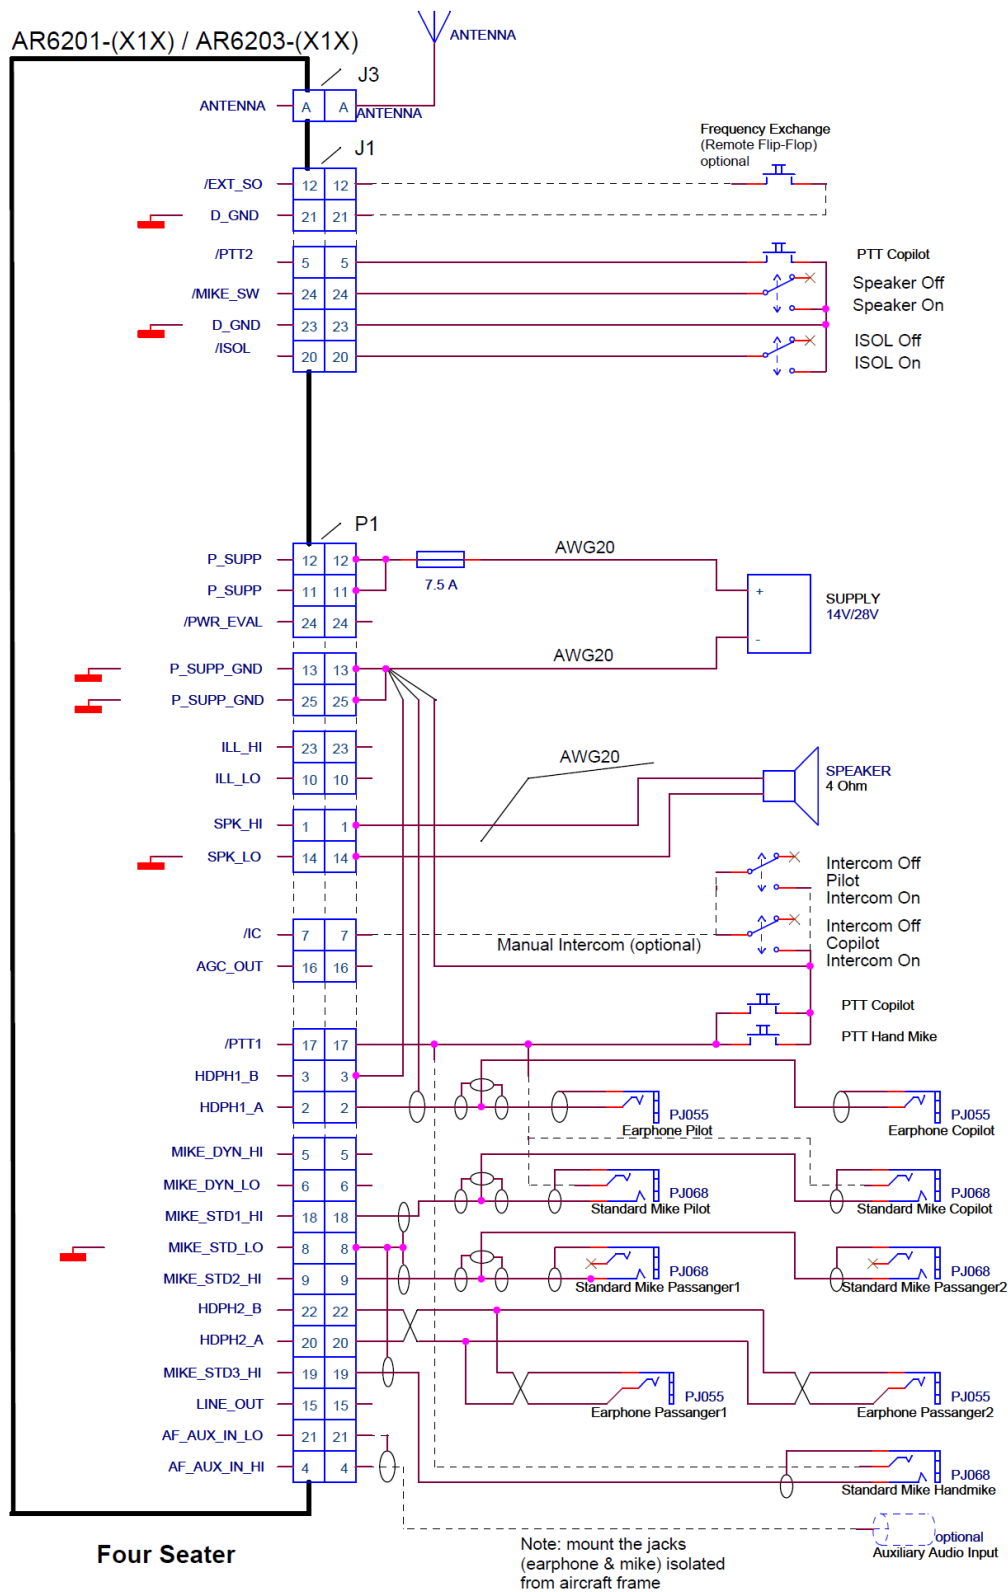 AR6201-(X1X) / AR6203-(X1X)
ANTENNA
J3
ANTENNA A A ANTENNA
J1
Frequency Exchange
(Remote Flip-Flop)
optional
/EXT_SO 12 12
D_GND 21 21
/PTT2 5 5 PTT Copilot
/MIKE_SW 24 24 Speaker Off
Speaker On
D_GND 23 23
/ISOL 20 20 ISOL Off
ISOL On
P1
P_SUPP 12 12 AWG20
P_SUPP 11 11 7.5 A + SUPPLY
14V/28V
/PWR_EVAL 24 24
-
P_SUPP_GND 13 13 AWG20
P_SUPP_GND 25 25
ILL_HI 23 23
AWG20
ILL_LO 10 10 SPEAKER
4 Ohm
SPK_HI 1 1
SPK_LO 14 14
Intercom Off
Pilot
Intercom On
/IC 7 7 Manual Intercom (optional)
Intercom Off
Copilot
Intercom On
AGC_OUT 16 16
PTT Copilot
/PTT1 17 17 PTT Hand Mike
HDPH1_B 3 3
HDPH1_A 2 2
PJ055 PJ055
Earphone Pilot Earphone Copilot
MIKE_DYN_HI 5 5
MIKE_DYN_LO 6 6
PJ068 PJ068
Standard Mike Pilot Standard Mike Copilot
MIKE_STD1_HI 18 18
MIKE_STD_LO 8 8
PJ068 PJ068
MIKE_STD2_HI 9 9 Standard Mike Passanger1 Standard Mike Passanger2
HDPH2_B 22 22
HDPH2_A 20 20
MIKE_STD3_HI 19 19
PJ055 PJ055
LINE_OUT 15 15 Earphone Passanger1 Earphone Passanger2
AF_AUX_IN_LO 21 21
AF_AUX_IN_HI 4 4
PJ068
Standard Mike Handmike
optional
Auxiliary Audio Input
Four Seater
Note: mount the jacks
(earphone & mike) isolated
from aircraft frame